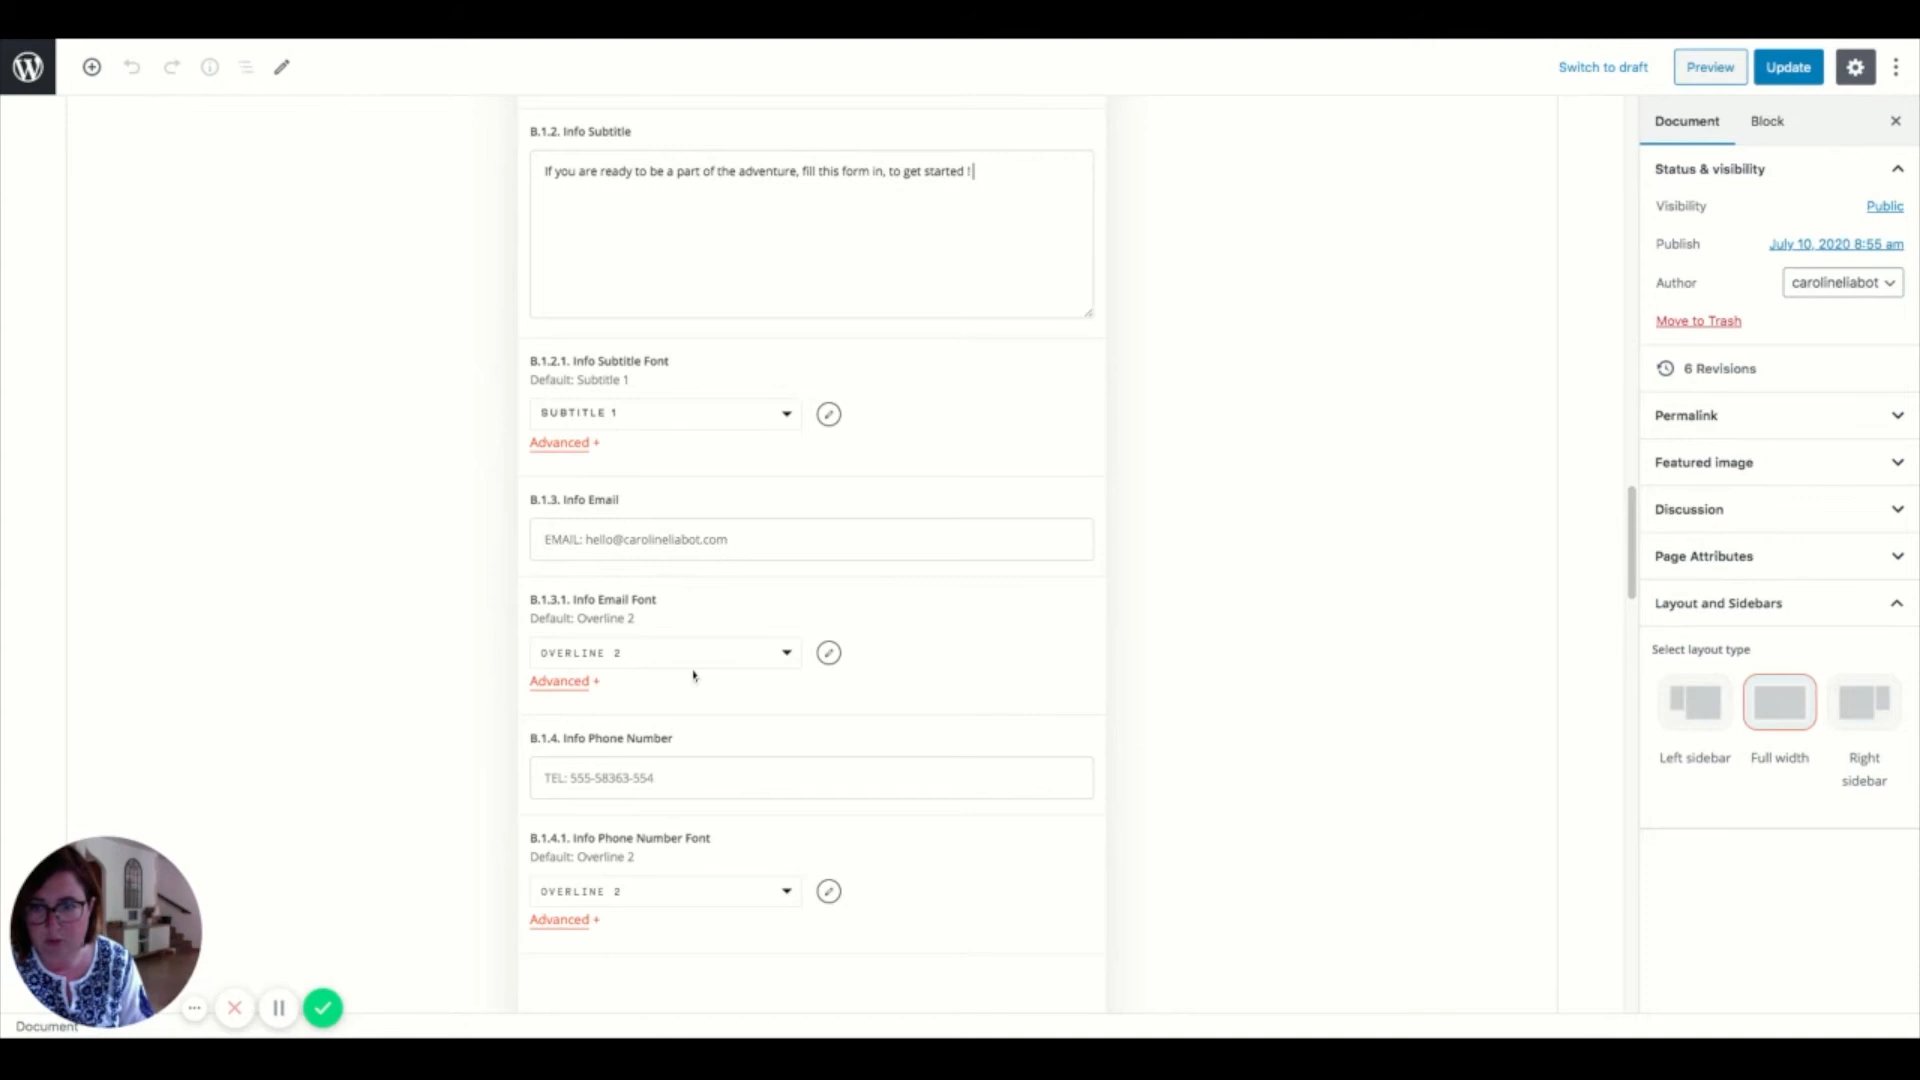 Switch to draft
Preview
Update
B.1.2. Info Subtitle
If you are ready to be a part of the adventure, fill this form in, to get started !
B.1.2.1. Info Subtitle Font
Default: Subtitle 1
SUBTITLE 1
Advanced +
B.1.3. Info Email
EMAIL: hello@carolineliabot.com
B.1.3.1. Info Email Font
Default: Overline 2
OVERLINE 2
Advanced +
B.1.4. Info Phone Number
TEL: 555-58363-554
B.1.4.1. Info Phone Number Font
Default: Overline 2
OVERLINE 2
Advanced +
Document
Document Block
Status & visibility
Visibility Public
Publish July 10, 2020 8:55 am
Author carolineliabot
Move to Trash
6 Revisions
Permalink
Featured image
Discussion
Page Attributes
Layout and Sidebars
Select layout type
Left sidebar
Full width
Right
sidebar